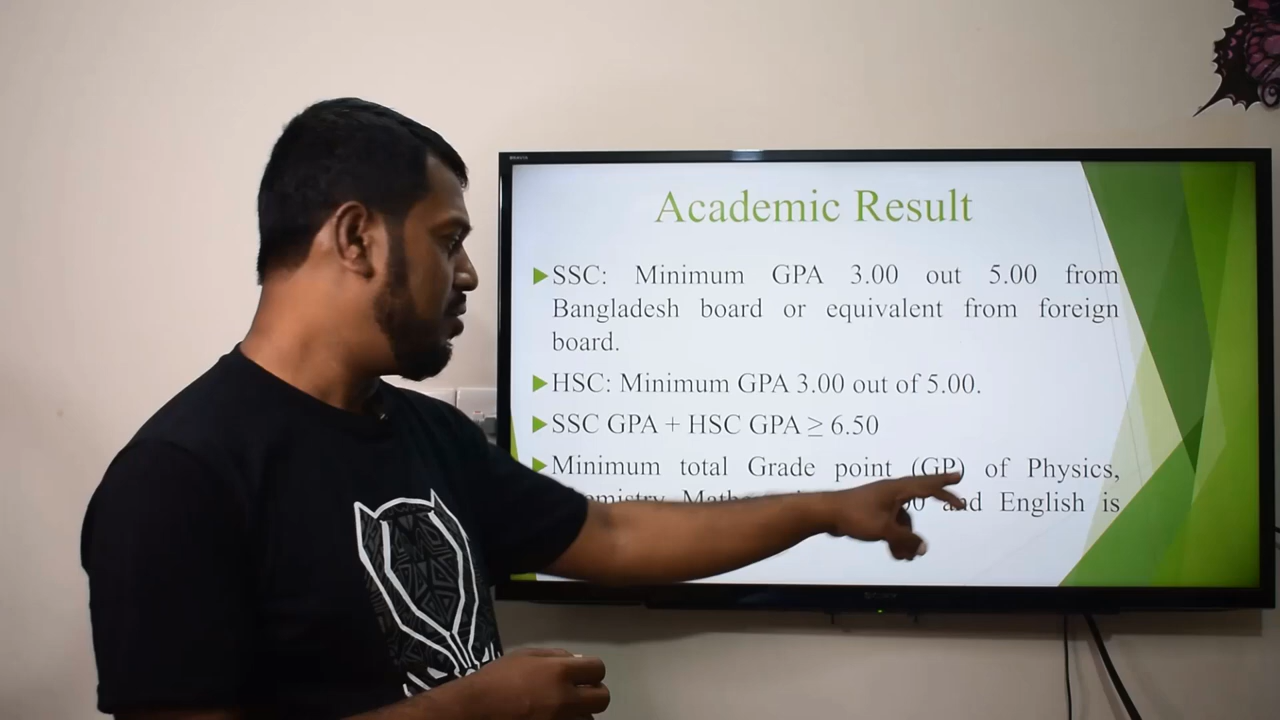 Academic Result
SSC: Minimum GPA 3.00 out 5.00 from
Bangladesh board or equivalent from foreign
board.
HSC: Minimum GPA 3.00 out of 5.00.
SSC GPA + HSC GPA ≥ 6.50
Minimum total Grade point (GP) of Physics,
and English is